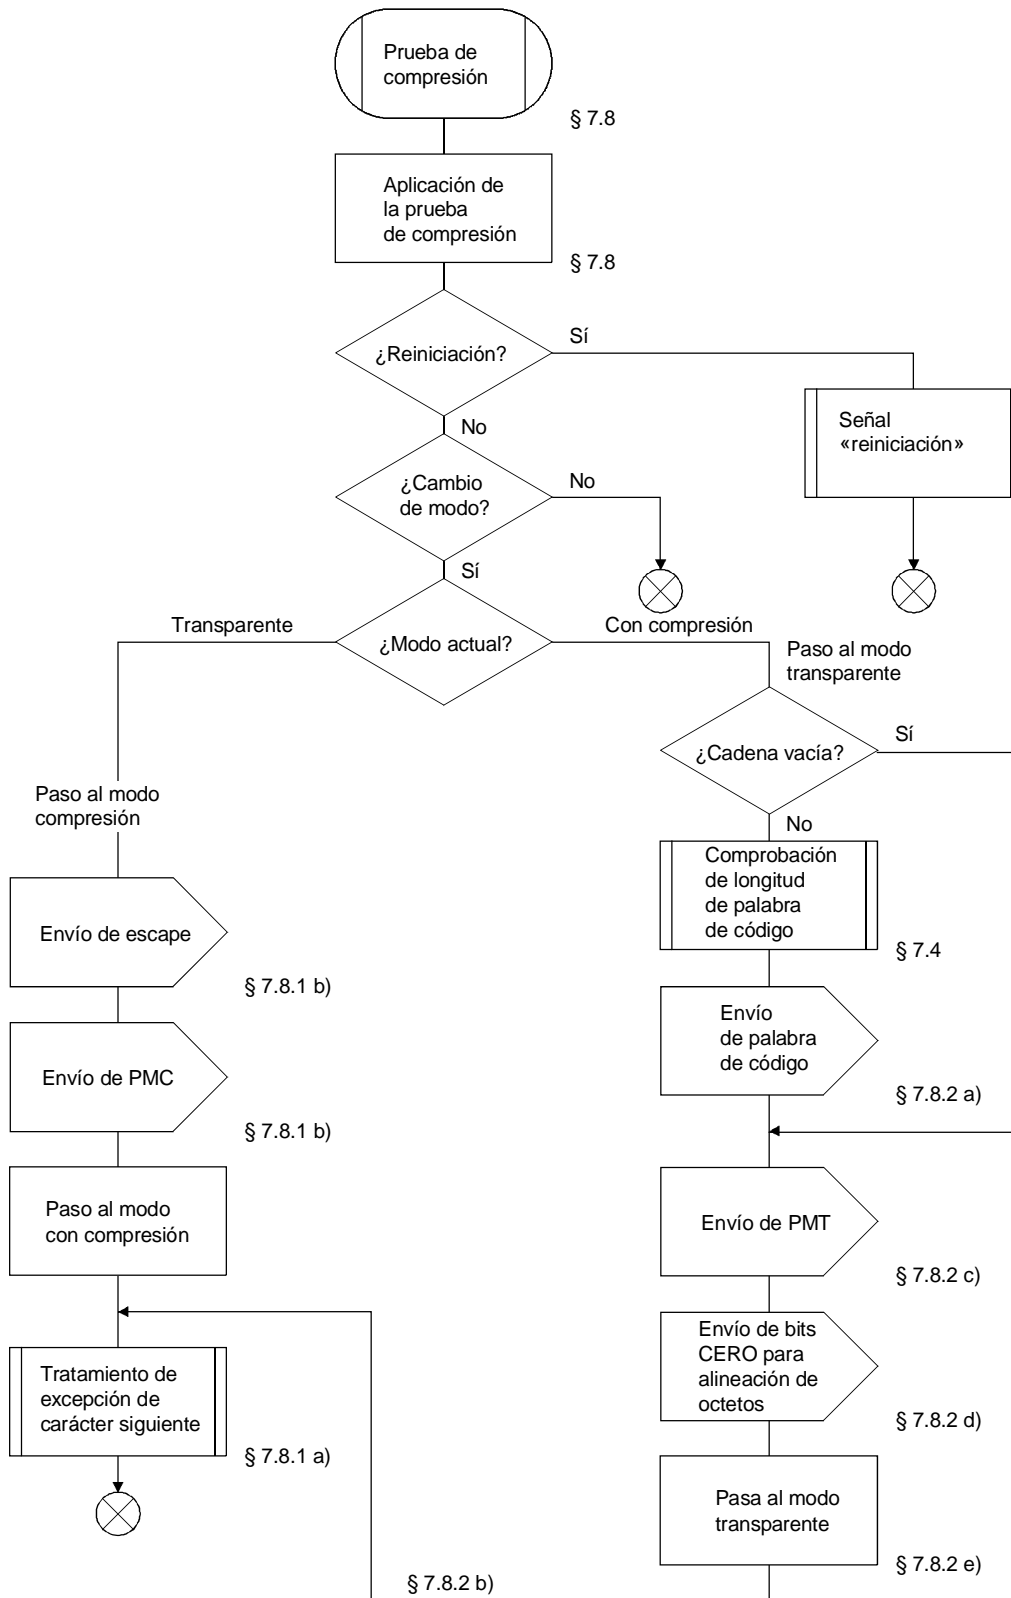 Prueba de
compresión
§ 7.8
Aplicación de
la prueba
de compresión
§ 7.8
¿Reiniciación?
Sí
No
Señal
«reiniciación»
¿Cambio
de modo?
No
Sí
¿Modo actual?
Transparente
Con compresión
Paso al modo
transparente
¿Cadena vacía?
Sí
No
Paso al modo
compresión
Comprobación
de longitud
de palabra
de código
§ 7.4
Envío de escape
§ 7.8.1 b)
Envío
de palabra
de código
§ 7.8.2 a)
Envío de PMC
§ 7.8.1 b)
Paso al modo
con compresión
Envío de PMT
§ 7.8.2 c)
Tratamiento de
excepción de
carácter siguiente
§ 7.8.1 a)
Envío de bits
CERO para
alineación de
octetos
§ 7.8.2 d)
Pasa al modo
transparente
§ 7.8.2 e)
§ 7.8.2 b)